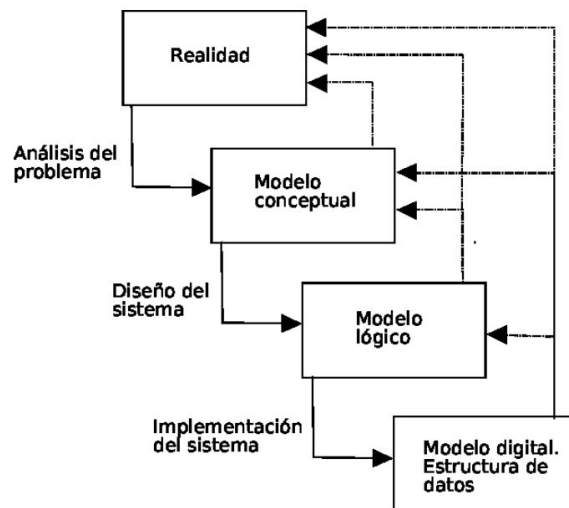 Realidad
Análisis del
problema
Modelo
conceptual
Diseño del
sistema
Modelo
lógico
Implementación
del sistema
Modelo digital.
Estructura de
datos